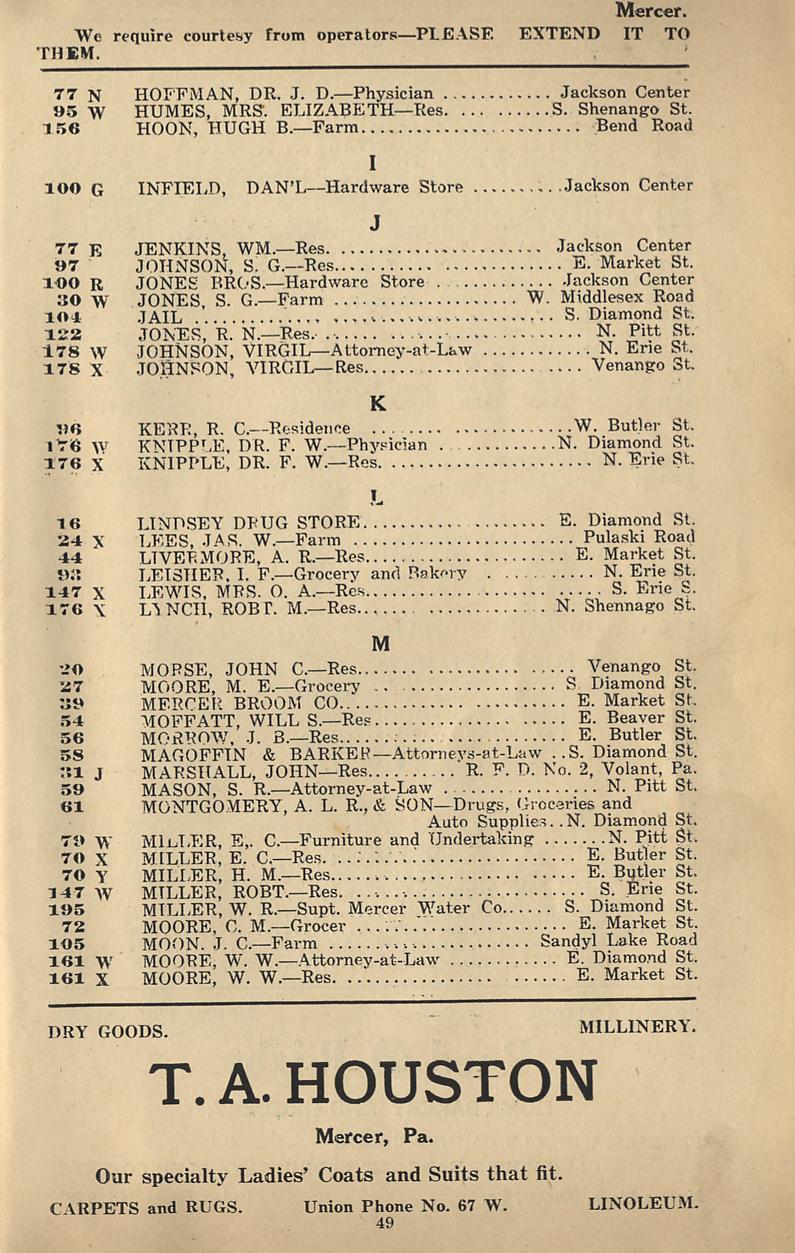 Mercer.
We require courtesy from operators—PLEASE EXTEND IT TO
THEM.
77 N HOFFMAN, DR. J. D.—Physician ............ Jackson Center
95 W HUMES, MRS. ELIZABETH—Res. ... .......S. Shenango St.
156 HOON, HUGH B.—Farm........................ Bend Road
I
100 G INFIELD, DAN'L—Hardware Store ..........Jackson Center
J
77 E JENKINS, WM.—Res. ...................... Jackson Center
97 JOHNSON, S. G.—Res......................... E. Market St.
100 R JONES BROS.—Hardware Store ............. Jackson Center
30 W JONES, S. G.—Farm .................... W. Middlesex Road
104 JAIL .................................... S. Diamond St.
122 JONES, R. N.—Res. ............................ N. Pitt St.
178 W JOHNSON, VIRGIL—Attorney-at-Law ............ N. Erie St.
178 X JOHNSON, VIRGIL—Res........................ Venango St.
K
96 KERR, R. C.—Residence .... ................W. Butler St.
176 W KNIPPLE, DR. F. W.—Physician .............N. Diamond St.
176 X KNIPPLE, DR. F. W.—Res. ...................... N. Erie St.
L
16 LINDSEY DRUG STORE.................... E. Diamond St.
24 X LEES, JAS. W.—Farm ......................... Pulaski Road
44 LIVERMORE, A. R.—Res....................... E. Market St.
93 LEISHER, I. F.—Grocery and Bakery . .......... N. Erie St.
147 X LEWIS, MRS. O. A.—Res........................ S. Erie S.
176 Y LYNCH, ROBT. M.—Res..................... N. Shennago St.
M
20 MORSE, JOHN C.—Res........................ Venango St.
27 MOORE, M. E.—Grocery .. .................. S. Diamond St.
39 MERCER BROOM CO......................... E. Market St.
54 MOFFATT, WILL S.—Res...................... E. Beaver St.
56 MORROW, J. B.—Res......................... E. Butler St.
58 MAGOFFIN & BARKER—Attorneys-at-Law ..S. Diamond St.
31 J MARSHALL, JOHN—Res.......... R. F. D. No. 2, Volant, Pa.
59 MASON, S. R.—Attorney-at-Law ................. N. Pitt St.
61 MONTGOMERY, A. L. R., & SON—Drugs, Groceries and
Auto Supplies..N. Diamond St.
79 W MILLER, E. C.—Furniture and Undertaking .......N. Pitt St.
70 X MILLER, E. C.—Res. .......................... E. Butler St.
70 Y MILLER, H. M.—Res........................... E. Butler St.
147 W MILLER, ROBT.—Res. .......................... S. Erie St.
195 MILLER, W. R.—Supt. Mercer Water Co...... S. Diamond St.
72 MOORE, C. M.—Grocer ........................ E. Market St.
105 MOON, J. C.—Farm ...................... Sandyl Lake Road
161 W MOORE, W. W.—Attorney-at-Law ............ E. Diamond St.
161 X MOORE, W. W.—Res. ......................... E. Market St.
DRY GOODS. MILLINERY.
T. A. HOUSTON
Mercer, Pa.
Our specialty Ladies' Coats and Suits that fit.
CARPETS and RUGS. Union Phone No. 67 W. LINOLEUM.
49